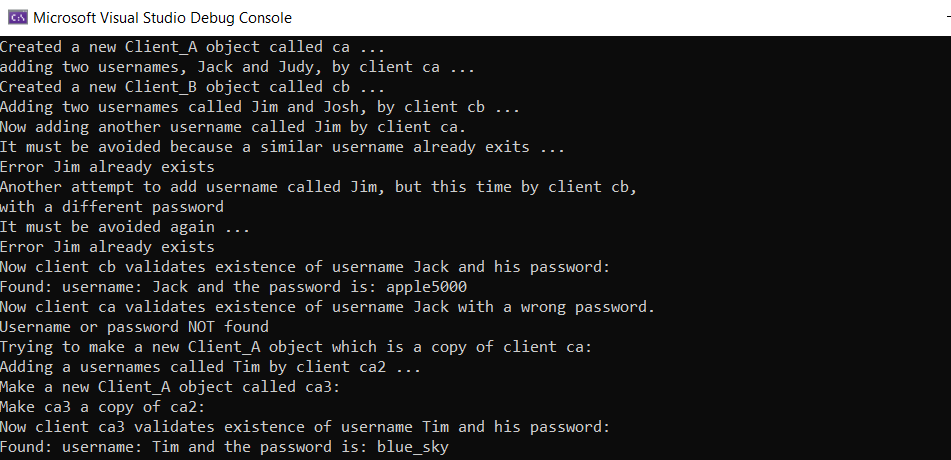 C:\ Microsoft Visual Studio Debug Console
Created a new Client_A object called ca ...
adding two usernames, Jack and Judy, by client ca ...
Created a new Client_B object called cb ...
Adding two usernames called Jim and Josh, by client cb ...
Now adding another username called Jim by client ca.
It must be avoided because a similar username already exits ...
Error Jim already exists
Another attempt to add username called Jim, but this time by client cb,
with a different password
It must be avoided again ...
Error Jim already exists
Now client cb validates existence of username Jack and his password:
Found: username: Jack and the password is: apple5000
Now client ca validates existence of username Jack with a wrong password.
Username or password NOT found
Trying to make a new Client_A object which is a copy of client ca:
Adding a usernames called Tim by client ca2 ...
Make a new Client_A object called ca3:
Make ca3 a copy of ca2:
Now client ca3 validates existence of username Tim and his password:
Found: username: Tim and the password is: blue_sky